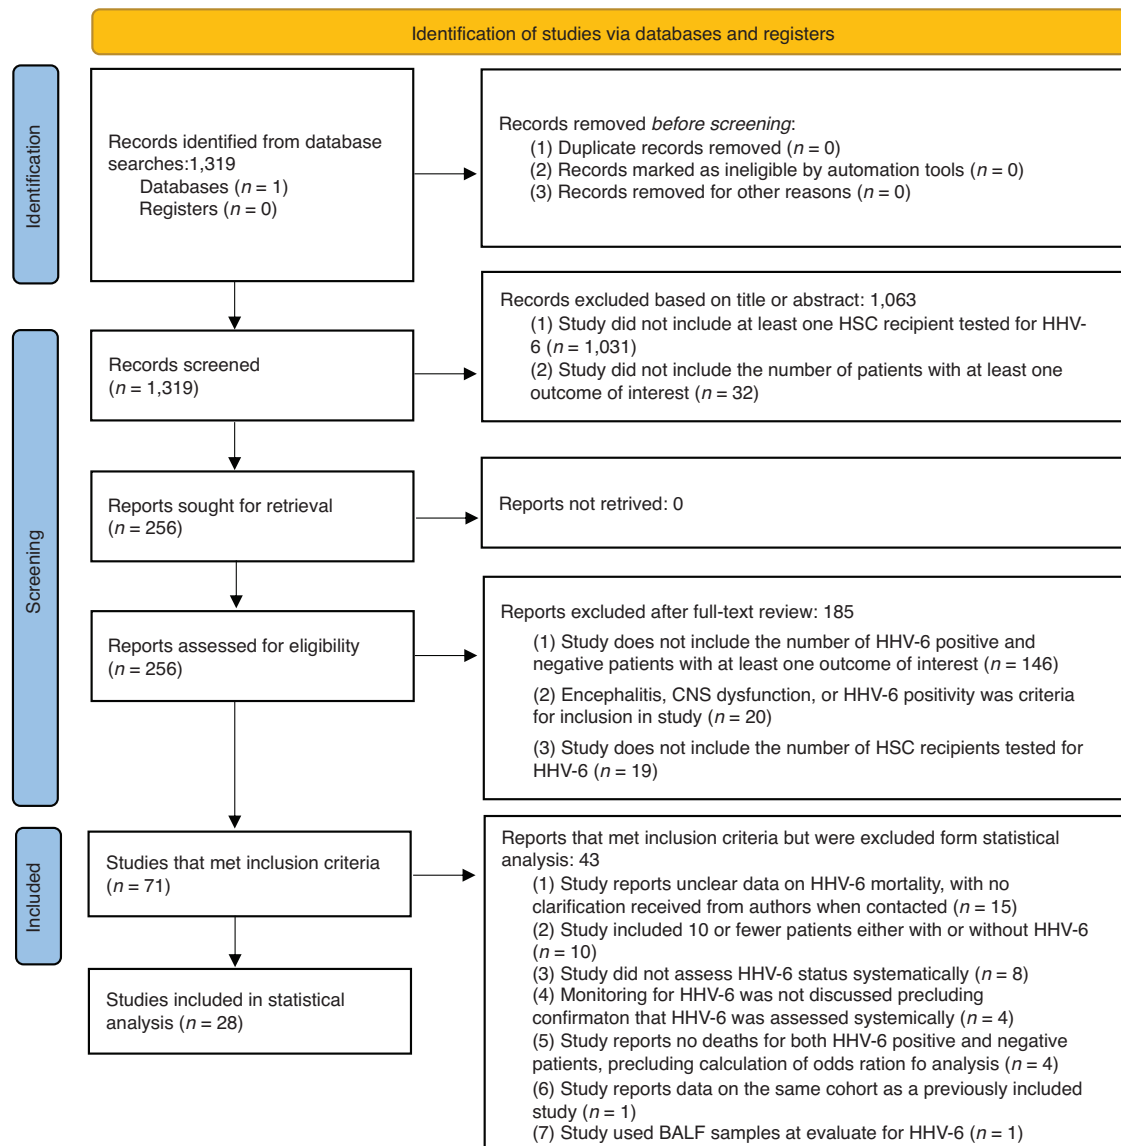 Identification of studies via databases and registers
Identification
Records identified from database
searches:1,319
Databases (n = 1)
Registers (n = 0)
Records removed before screening:
(1) Duplicate records removed (n = 0)
(2) Records marked as ineligible by automation tools (n = 0)
(3) Records removed for other reasons (n = 0)
Screening
Records screened
(n = 1,319)
Records excluded based on title or abstract: 1,063
(1) Study did not include at least one HSC recipient tested for HHV-
6 (n = 1,031)
(2) Study did not include the number of patients with at least one
outcome of interest (n = 32)
Reports sought for retrieval
(n = 256)
Reports not retrived: 0
Reports assessed for eligibility
(n = 256)
Reports excluded after full-text review: 185
(1) Study does not include the number of HHV-6 positive and
negative patients with at least one outcome of interest (n = 146)
(2) Encephalitis, CNS dysfunction, or HHV-6 positivity was criteria
for inclusion in study (n = 20)
(3) Study does not include the number of HSC recipients tested for
HHV-6 (n = 19)
Included
Studies that met inclusion criteria
(n = 71)
Reports that met inclusion criteria but were excluded form statistical
analysis: 43
(1) Study reports unclear data on HHV-6 mortality, with no
clarification received from authors when contacted (n = 15)
(2) Study included 10 or fewer patients either with or without HHV-6
(n = 10)
(3) Study did not assess HHV-6 status systematically (n = 8)
(4) Monitoring for HHV-6 was not discussed precluding
confirmaton that HHV-6 was assessed systemically (n = 4)
(5) Study reports no deaths for both HHV-6 positive and negative
patients, precluding calculation of odds ration fo analysis (n = 4)
(6) Study reports data on the same cohort as a previously included
study (n = 1)
(7) Study used BALF samples at evaluate for HHV-6 (n = 1)
Studies included in statistical
analysis (n = 28)